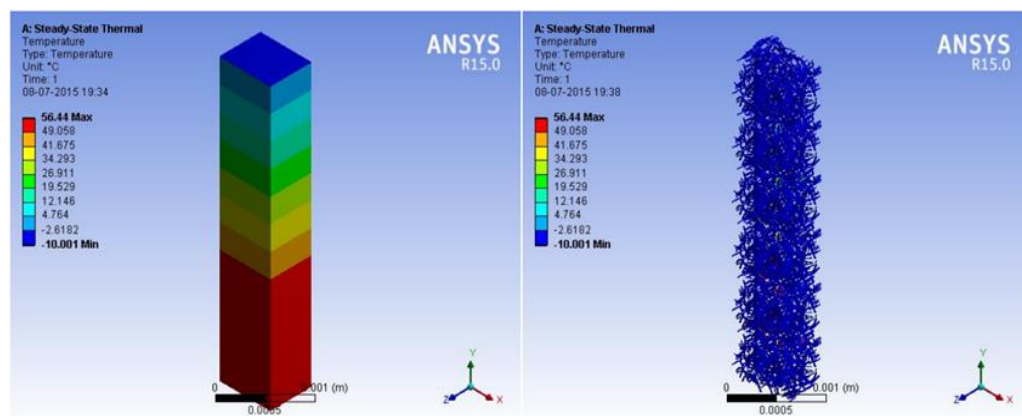 A: Steady-State Thermal
Temperature
Type: Temperature
Unit: °C
Time: 1
08-07-2015 19:34
56.44 Max
49.058
41.675
34.293
26.911
19.529
12.146
4.764
-2.6182
-10.001 Min
ANSYS
R15.0
0
0.001 (m)
0.0005
Y
Z
X
A: Steady-State Thermal
Temperature
Type: Temperature
Unit: °C
Time: 1
08-07-2015 19:38
56.44 Max
49.058
41.675
34.293
26.911
19.529
12.146
4.764
-2.6182
-10.001 Min
ANSYS
R15.0
0
0.001 (m)
0.0005
Y
Z
X